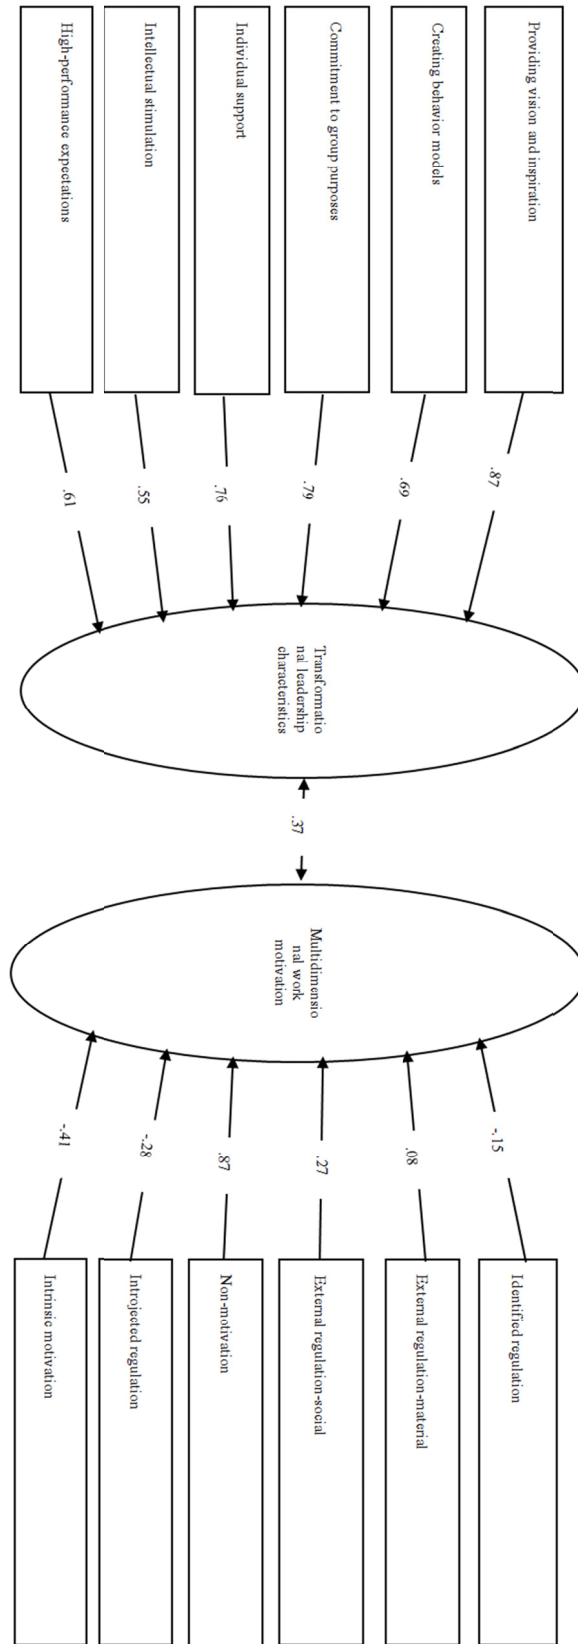 Providing vision and inspiration
Creating behavior models
Commitment to group purposes
Individual support
Intellectual stimulation
High-performance expectations
.87
.69
.79
.76
.55
.61
Transformatio
nal leadership
characteristics
.37
Multidimensio
nal work
motivation
-.15
.08
.27
.87
-.28
-.41
Identified regulation
External regulation-material
External regulation-social
Non-motivation
Introjected regulation
Intrinsic motivation